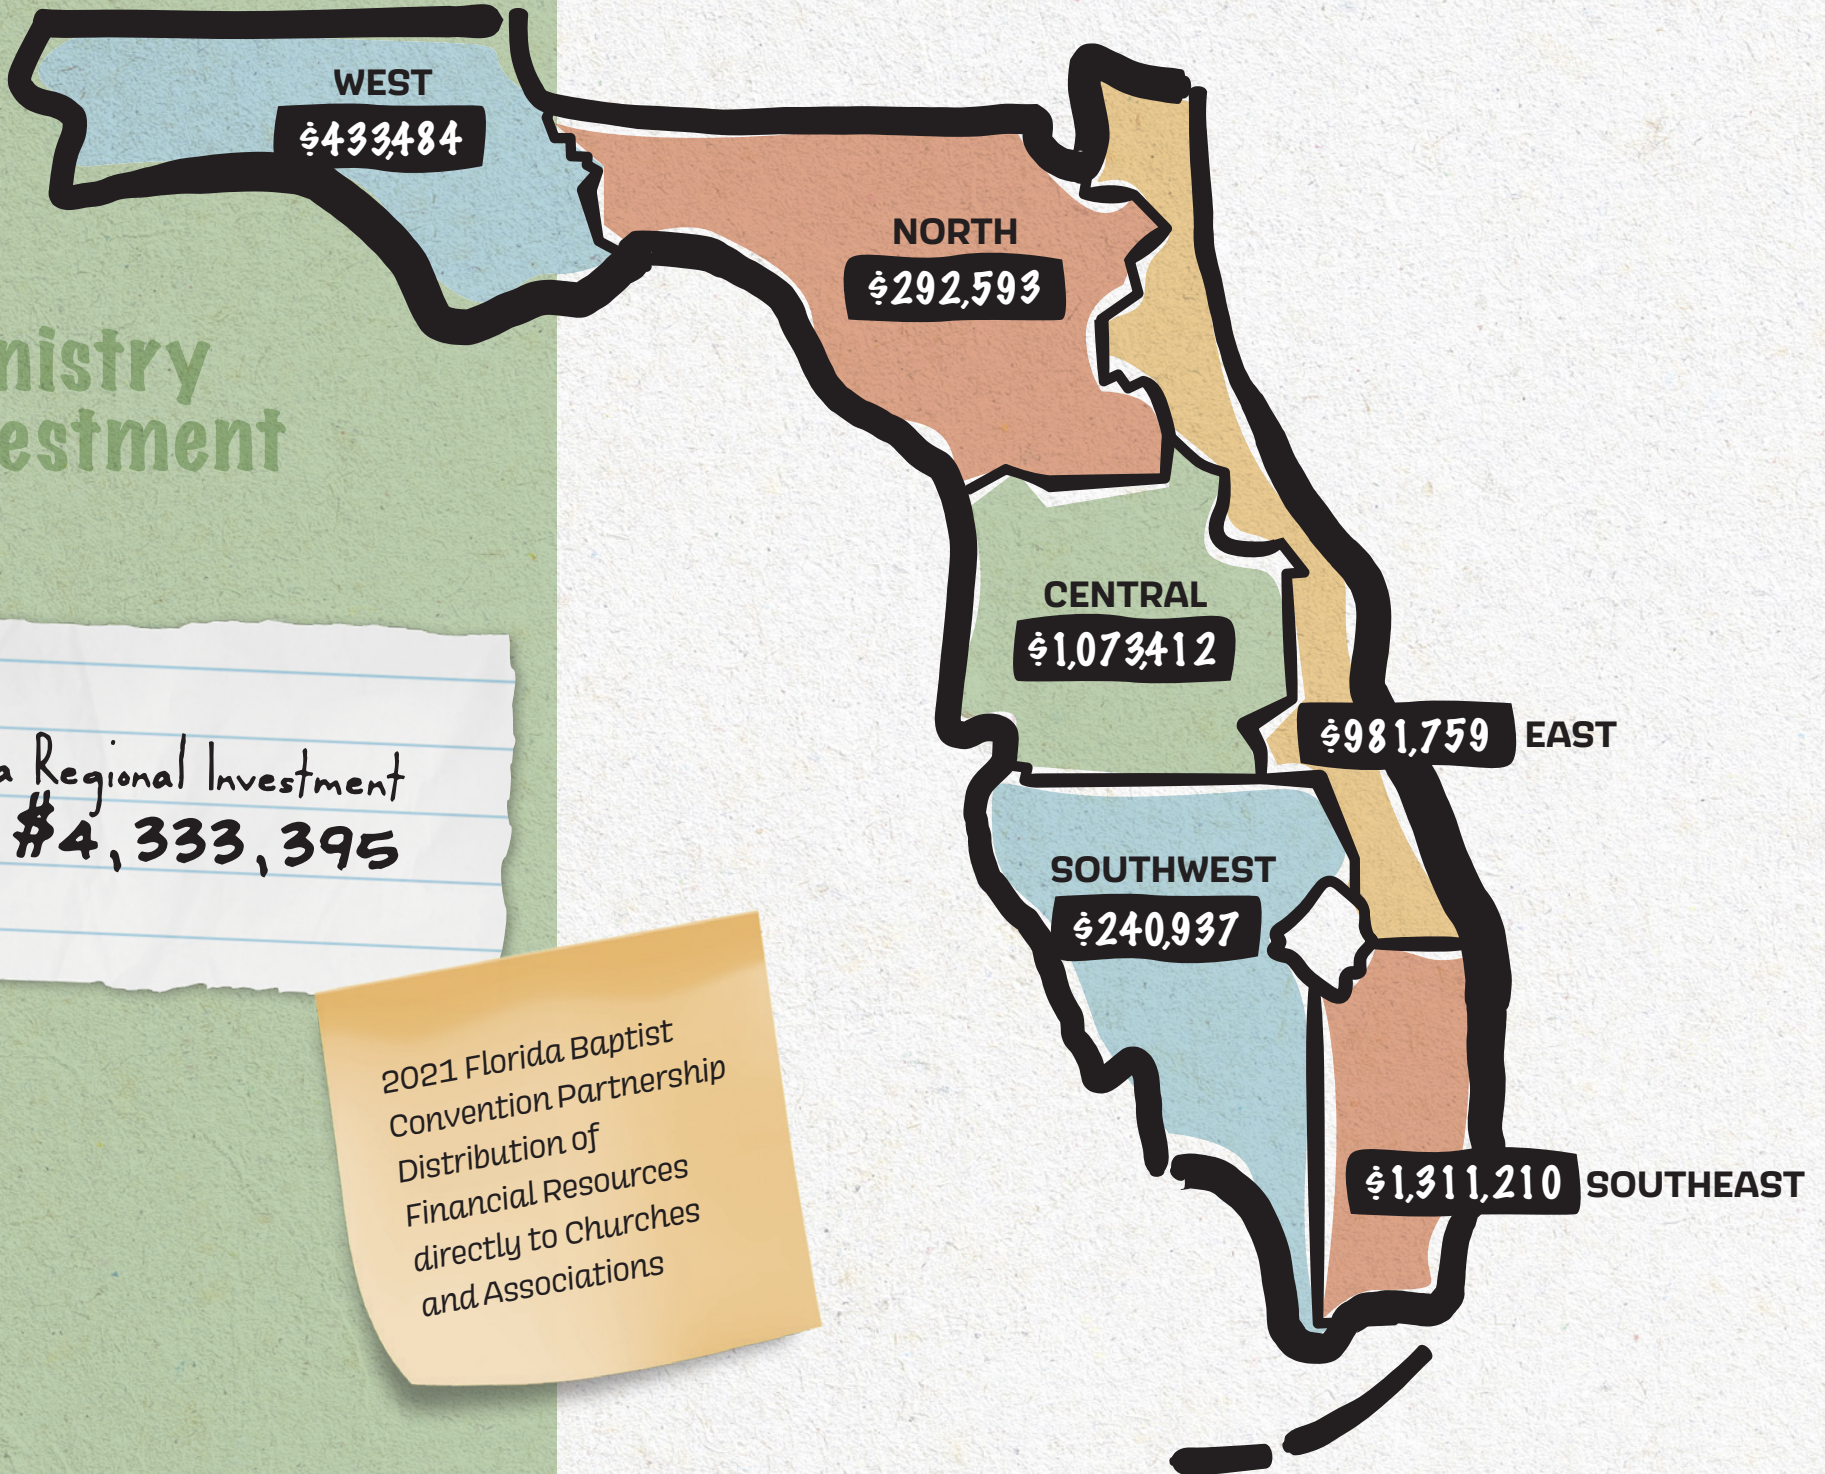 WEST
$433,484
NORTH
$292,593
nistry
estment
CENTRAL
$1,073,412
$981,759 EAST
a Regional Investment
$4,333,395
SOUTHWEST
$240,937
2021 Florida Baptist
Convention Partnership
Distribution of
Financial Resources
directly to Churches
and Associations
$1,311,210 SOUTHEAST